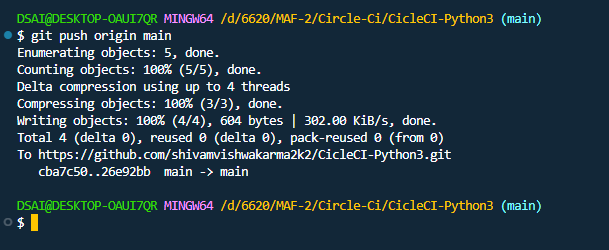 DSAI@DESKTOP-OAUI7QR MINGW64 /d/6620/MAF-2/Circle-Ci/CicleCI-Python3 (main)
$ git push origin main
Enumerating objects: 5, done.
Counting objects: 100% (5/5), done.
Delta compression using up to 4 threads
Compressing objects: 100% (3/3), done.
Writing objects: 100% (4/4), 604 bytes | 302.00 KiB/s, done.
Total 4 (delta 0), reused 0 (delta 0), pack-reused 0 (from 0)
To https://github.com/shivamvishwakarma2k2/CicleCI-Python3.git
   cba7c50..26e92bb  main -> main
DSAI@DESKTOP-OAUI7QR MINGW64 /d/6620/MAF-2/Circle-Ci/CicleCI-Python3 (main)
$